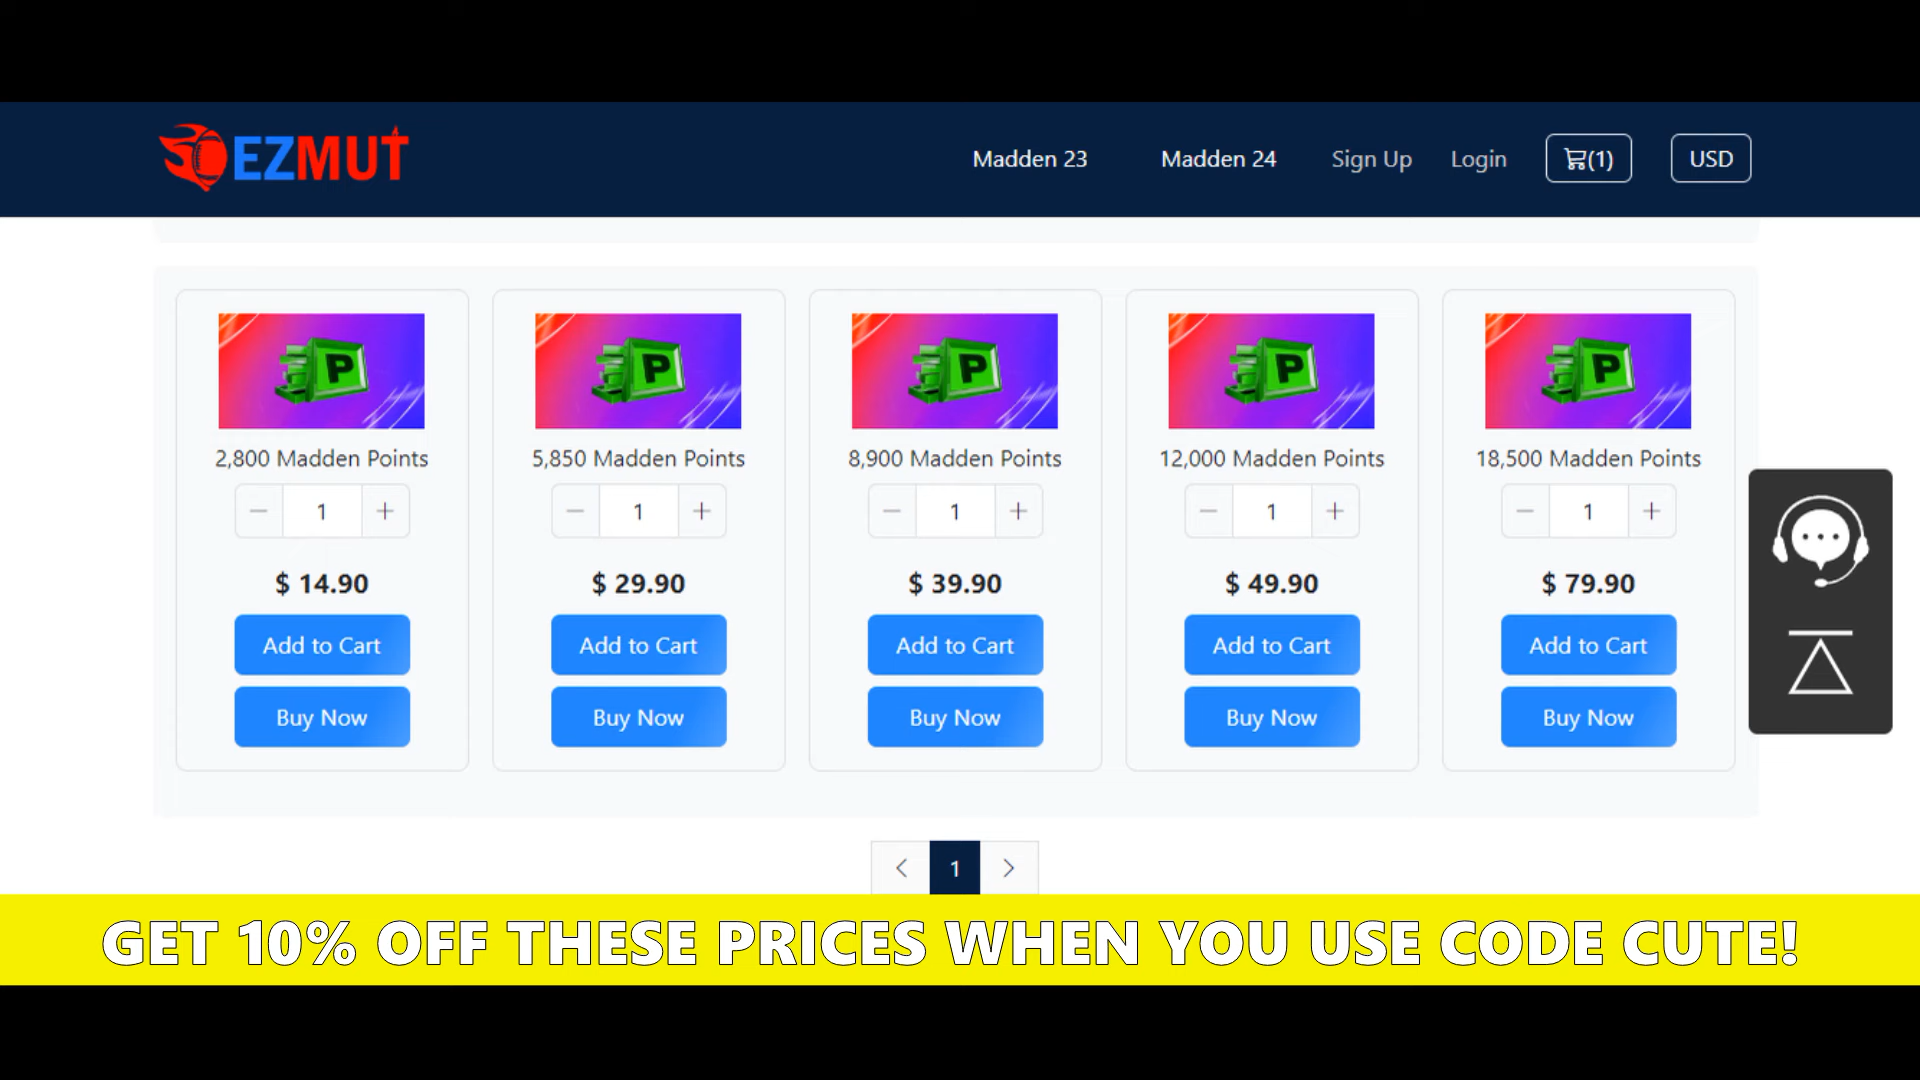 EZMUT
Madden 23 Madden 24 Sign Up Login (1) USD
P P P P P
2,800 Madden Points 5,850 Madden Points 8,900 Madden Points 12,000 Madden Points 18,500 Madden Points
− 1 + − 1 + − 1 + − 1 + − 1 +
$ 14.90 $ 29.90 $ 39.90 $ 49.90 $ 79.90
Add to Cart Add to Cart Add to Cart Add to Cart Add to Cart
Buy Now Buy Now Buy Now Buy Now Buy Now
< 1 >
GET 10% OFF THESE PRICES WHEN YOU USE CODE CUTE!